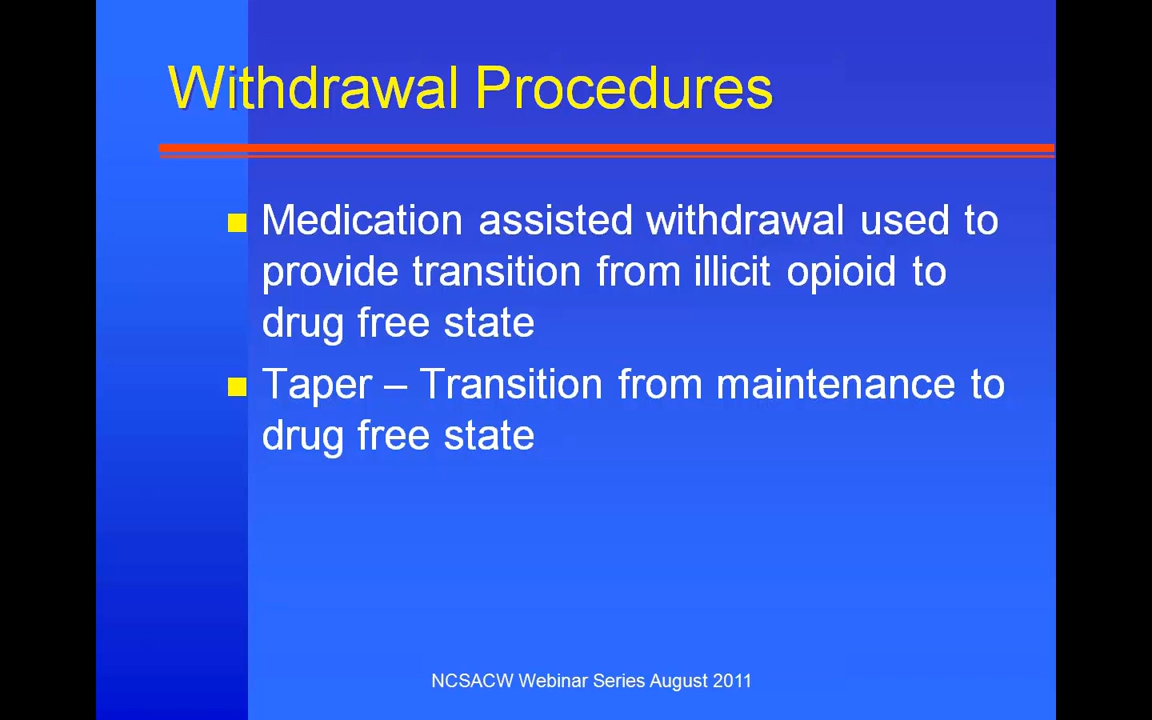 Withdrawal Procedures
Medication assisted withdrawal used to
provide transition from illicit opioid to
drug free state
Taper – Transition from maintenance to
drug free state
NCSACW Webinar Series August 2011